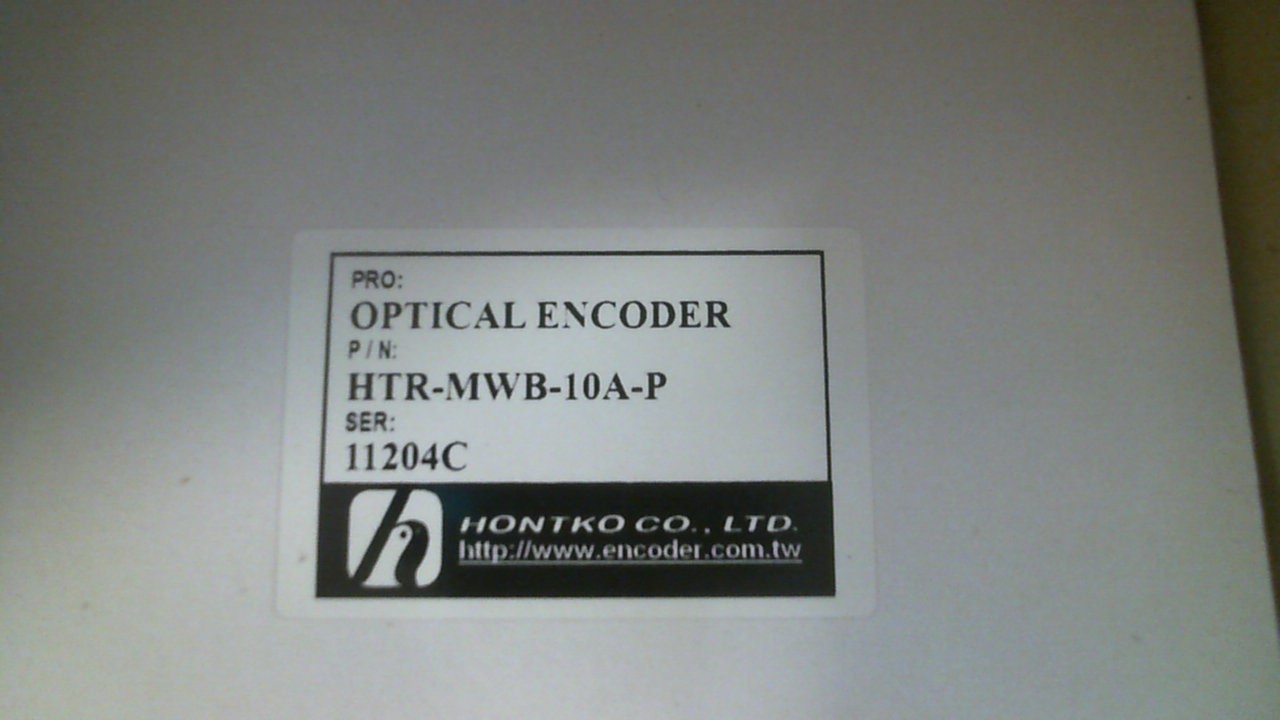 PRO:
OPTICAL ENCODER
P / N:
HTR-MWB-10A-P
SER:
11204C
h
HONTKO CO., LTD.
http://www.encoder.com.tw